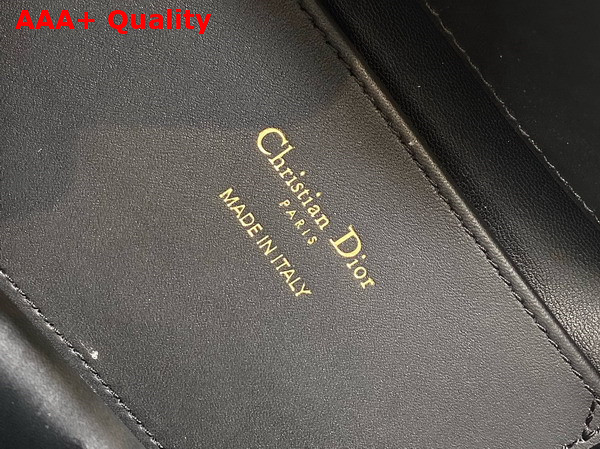 AAA+ Quality
Christian Dior
PARIS
MADE IN ITALY